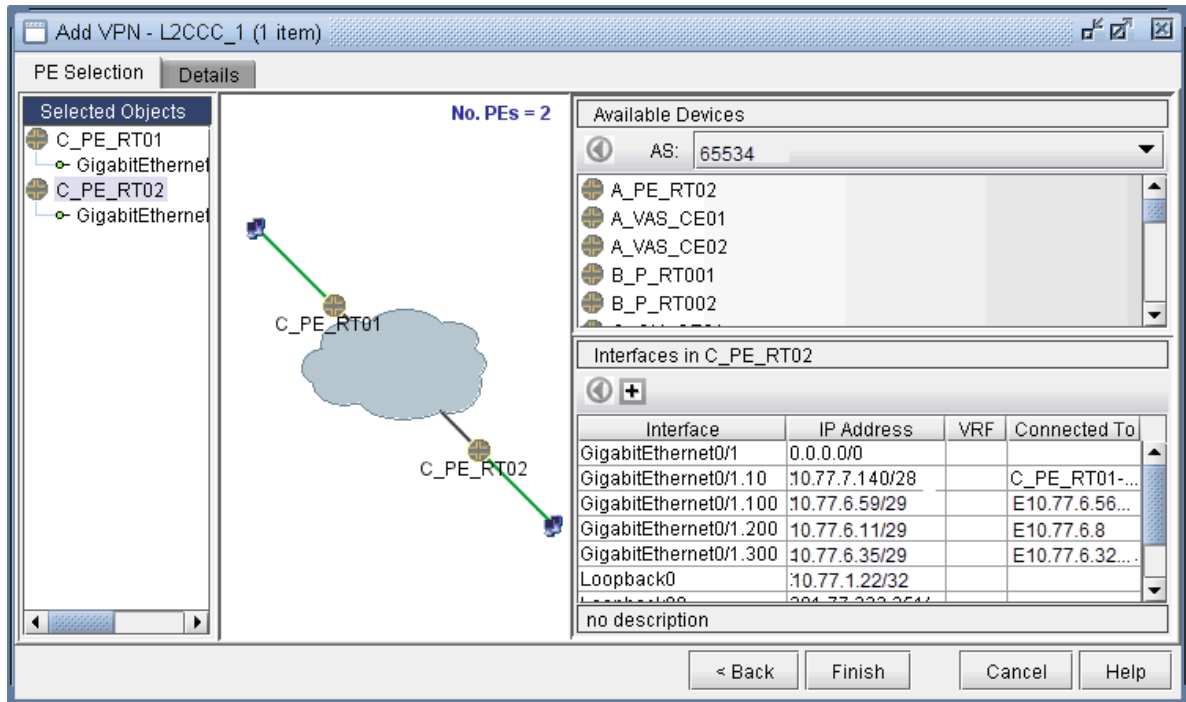 Add VPN - L2CCC_1 (1 item)
PE Selection Details
Selected Objects
C_PE_RT01
GigabitEthernet
C_PE_RT02
GigabitEthernet
No. PEs = 2
C_PE_RT01
C_PE_RT02
Available Devices
AS: 65534
A_PE_RT02
A_VAS_CE01
A_VAS_CE02
B_P_RT001
B_P_RT002
Interfaces in C_PE_RT02
Interface IP Address VRF Connected To
GigabitEthernet0/1 0.0.0.0/0
GigabitEthernet0/1.10 10.77.7.140/28 C_PE_RT01-...
GigabitEthernet0/1.100 10.77.6.59/29 E10.77.6.56...
GigabitEthernet0/1.200 10.77.6.11/29 E10.77.6.8
GigabitEthernet0/1.300 10.77.6.35/29 E10.77.6.32...
Loopback0 10.77.1.22/32
no description
< Back Finish Cancel Help